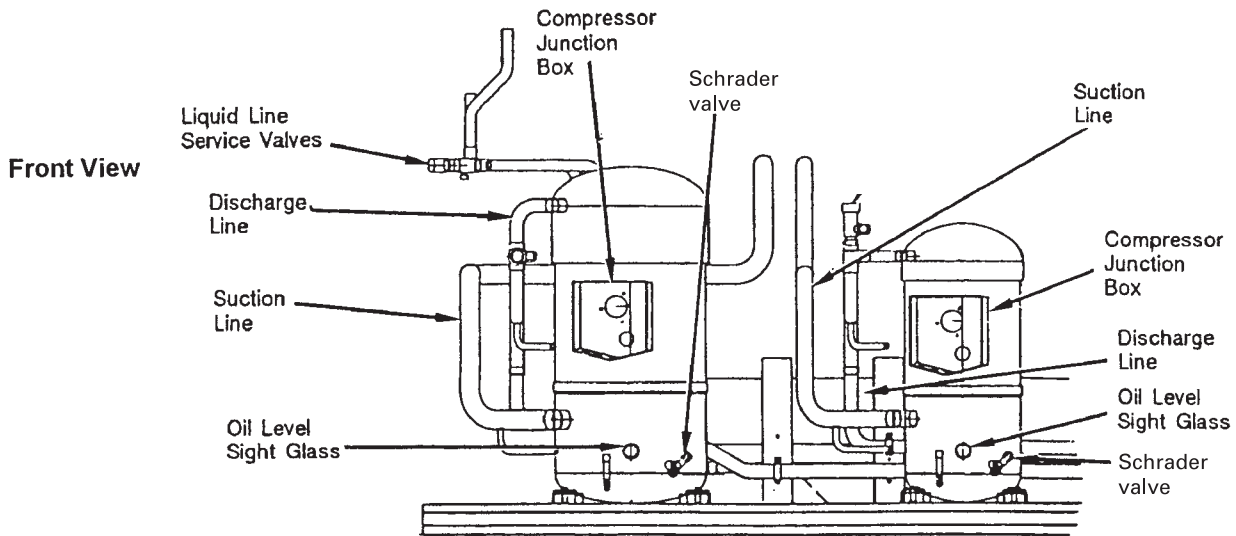 Front View
Compressor
Junction
Box
Schrader
valve
Suction
Line
Liquid Line
Service Valves
Discharge
Line
Compressor
Junction
Box
Suction
Line
Discharge
Line
Oil Level
Sight Glass
Oil Level
Sight Glass
Schrader
valve